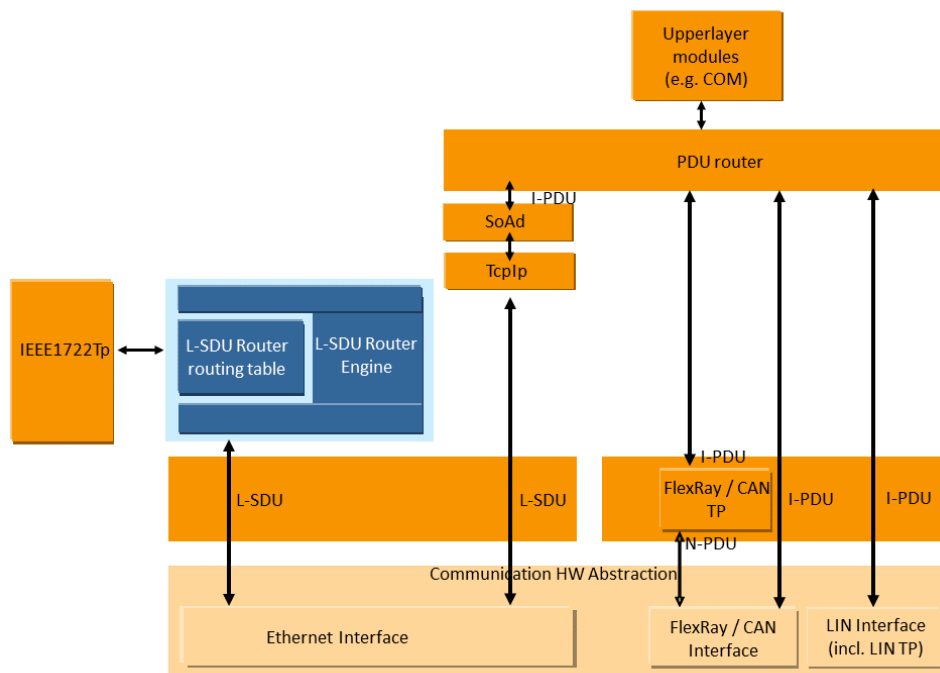 Upperlayer
modules
(e.g. COM)
PDU router
I-PDU
SoAd
TcpIp
IEEE1722Tp
L-SDU Router
routing table
L-SDU Router
Engine
I-PDU
FlexRay / CAN
TP
L-SDU
L-SDU
I-PDU
I-PDU
N-PDU
Communication HW Abstraction
Ethernet Interface
FlexRay / CAN
Interface
LIN Interface
(incl. LIN TP)